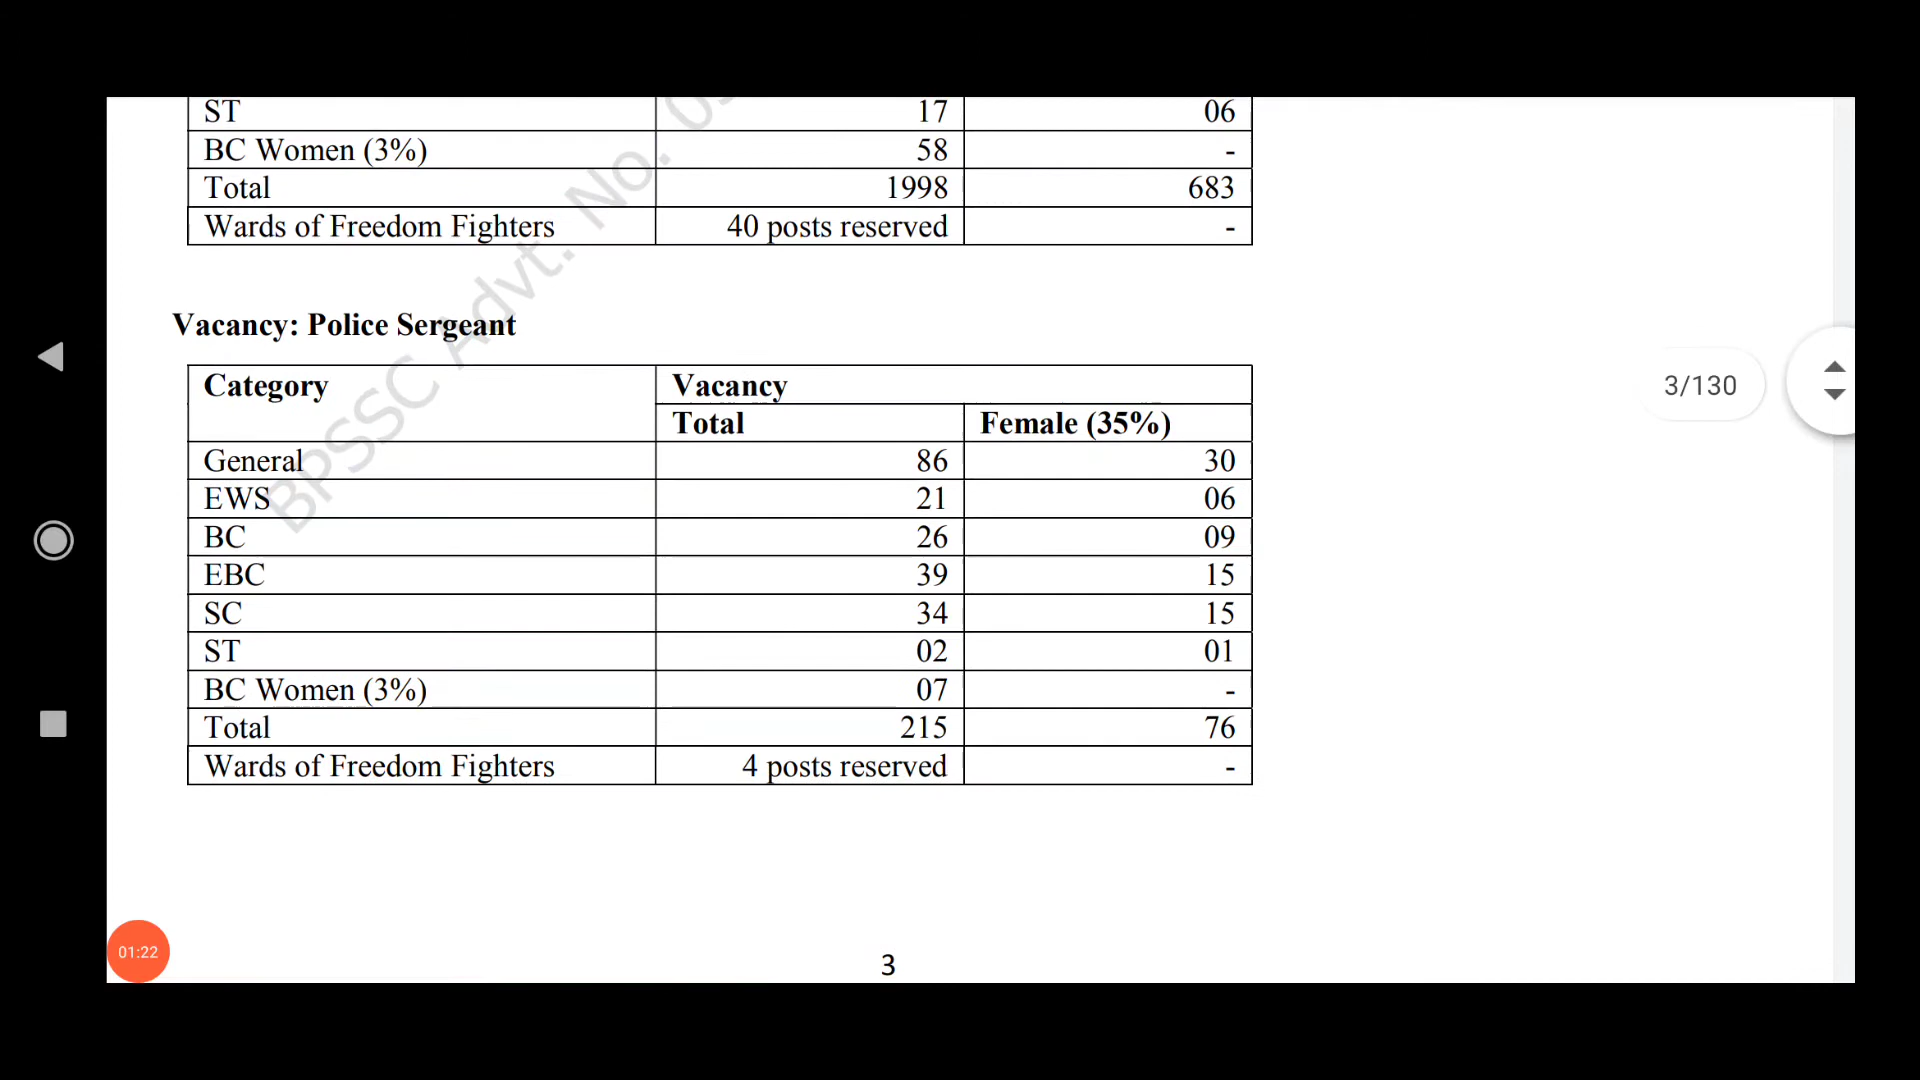 ST 17 06
BC Women (3%) 58 -
Total 1998 683
Wards of Freedom Fighters 40 posts reserved -
BPSSC Advt. No.
Vacancy: Police Sergeant
Category Vacancy
Total Female (35%)
General 86 30
EWS 21 06
BC 26 09
EBC 39 15
SC 34 15
ST 02 01
BC Women (3%) 07 -
Total 215 76
Wards of Freedom Fighters 4 posts reserved -
3/130
01:22
3